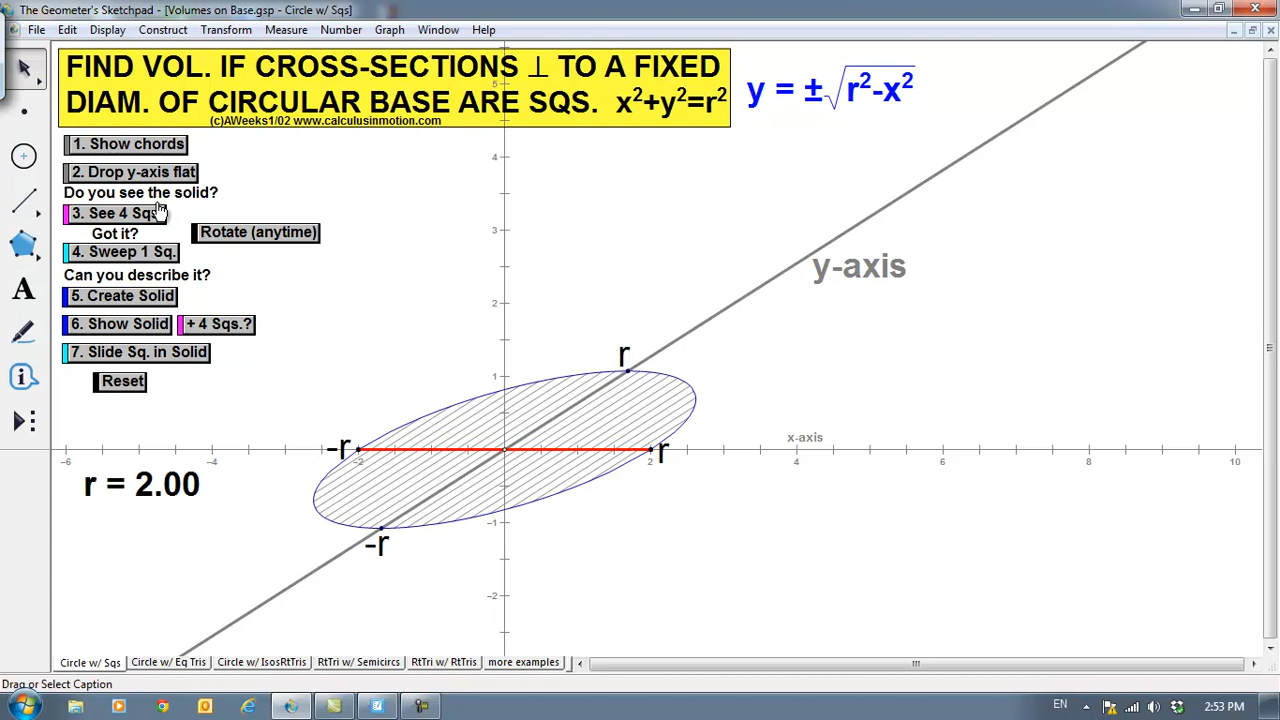 The Geometer's Sketchpad - [Volumes on Base.gsp - Circle w/ Sqs]
File Edit Display Construct Transform Measure Number Graph Window Help
FIND VOL. IF CROSS-SECTIONS ⊥ TO A FIXED
DIAM. OF CIRCULAR BASE ARE SQS. x²+y²=r²
(c)AWeeks1/02 www.calculusinmotion.com
y = ±√r²-x²
1. Show chords
2. Drop y-axis flat
Do you see the solid?
3. See 4 Sqs
Got it?
Rotate (anytime)
4. Sweep 1 Sq.
Can you describe it?
5. Create Solid
6. Show Solid + 4 Sqs.?
7. Slide Sq. in Solid
Reset
5
4
3
2
1
-1
-2
y-axis
r
-r
r
-r
x-axis
-6 -4 -2 2 4 6 8 10
r = 2.00
Circle w/ Sqs Circle w/ Eq Tris Circle w/ IsosRtTris RtTri w/ Semicircs RtTri w/ RtTris more examples
Drag or Select Caption
EN 2:53 PM